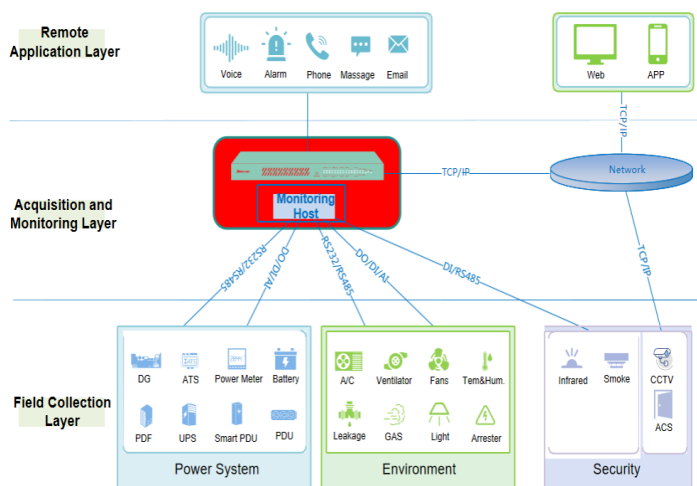 Remote
Application Layer
Voice
Alarm
Phone
Massage
Email
Web
APP
TCP/IP
Acquisition and
Monitoring Layer
Monitoring
Host
TCP/IP
Network
RS232/RS485
DO/DI/AI
RS232/RS485
DO/DI/AI
DI/RS485
TCP/IP
Field Collection
Layer
DG
ATS
ATS
Power Meter
Battery
PDF
UPS
Smart PDU
PDU
Power System
A/C
Ventilator
Fans
Tem&Hum.
Leakage
GAS
Light
Arrester
Environment
Infrared
Smoke
CCTV
ACS
Security